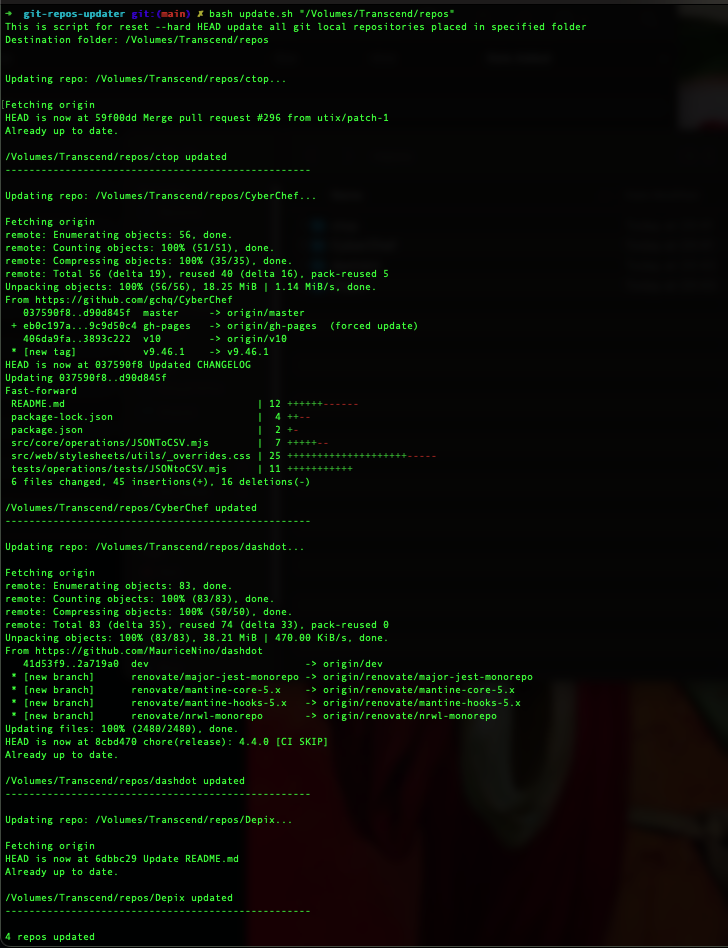 ➜ git-repos-updater git:(main) ✗ bash update.sh "/Volumes/Transcend/repos"
This is script for reset --hard HEAD update all git local repositories placed in specified folder
Destination folder: /Volumes/Transcend/repos
Updating repo: /Volumes/Transcend/repos/ctop...
Fetching origin
HEAD is now at 59f00dd Merge pull request #296 from utix/patch-1
Already up to date.
/Volumes/Transcend/repos/ctop updated
---------------------------------------------------
Updating repo: /Volumes/Transcend/repos/CyberChef...
Fetching origin
remote: Enumerating objects: 56, done.
remote: Counting objects: 100% (51/51), done.
remote: Compressing objects: 100% (35/35), done.
remote: Total 56 (delta 19), reused 40 (delta 16), pack-reused 5
Unpacking objects: 100% (56/56), 18.25 MiB | 1.14 MiB/s, done.
From https://github.com/gchq/CyberChef
037590f8..d90d845f master -> origin/master
+ eb0c197a...9c9d50c4 gh-pages -> origin/gh-pages (forced update)
406da9fa..3893c222 v10 -> origin/v10
* [new tag] v9.46.1 -> v9.46.1
HEAD is now at 037590f8 Updated CHANGELOG
Updating 037590f8..d90d845f
Fast-forward
README.md | 12 ++++++------
package-lock.json | 4 ++--
package.json | 2 +-
src/core/operations/JSONToCSV.mjs | 7 +++++--
src/web/stylesheets/utils/_overrides.css | 25 ++++++++++++++++++++-----
tests/operations/tests/JSONtoCSV.mjs | 11 +++++++++++
6 files changed, 45 insertions(+), 16 deletions(-)
/Volumes/Transcend/repos/CyberChef updated
---------------------------------------------------
Updating repo: /Volumes/Transcend/repos/dashdot...
Fetching origin
remote: Enumerating objects: 83, done.
remote: Counting objects: 100% (83/83), done.
remote: Compressing objects: 100% (50/50), done.
remote: Total 83 (delta 35), reused 74 (delta 33), pack-reused 0
Unpacking objects: 100% (83/83), 38.21 MiB | 470.00 KiB/s, done.
From https://github.com/MauriceNino/dashdot
41d53f9..2a719a0 dev -> origin/dev
* [new branch] renovate/major-jest-monorepo -> origin/renovate/major-jest-monorepo
* [new branch] renovate/mantine-core-5.x -> origin/renovate/mantine-core-5.x
* [new branch] renovate/mantine-hooks-5.x -> origin/renovate/mantine-hooks-5.x
* [new branch] renovate/nrwl-monorepo -> origin/renovate/nrwl-monorepo
Updating files: 100% (2480/2480), done.
HEAD is now at 8cbd470 chore(release): 4.4.0 [CI SKIP]
Already up to date.
/Volumes/Transcend/repos/dashdot updated
---------------------------------------------------
Updating repo: /Volumes/Transcend/repos/Depix...
Fetching origin
HEAD is now at 6dbbc29 Update README.md
Already up to date.
/Volumes/Transcend/repos/Depix updated
---------------------------------------------------
4 repos updated